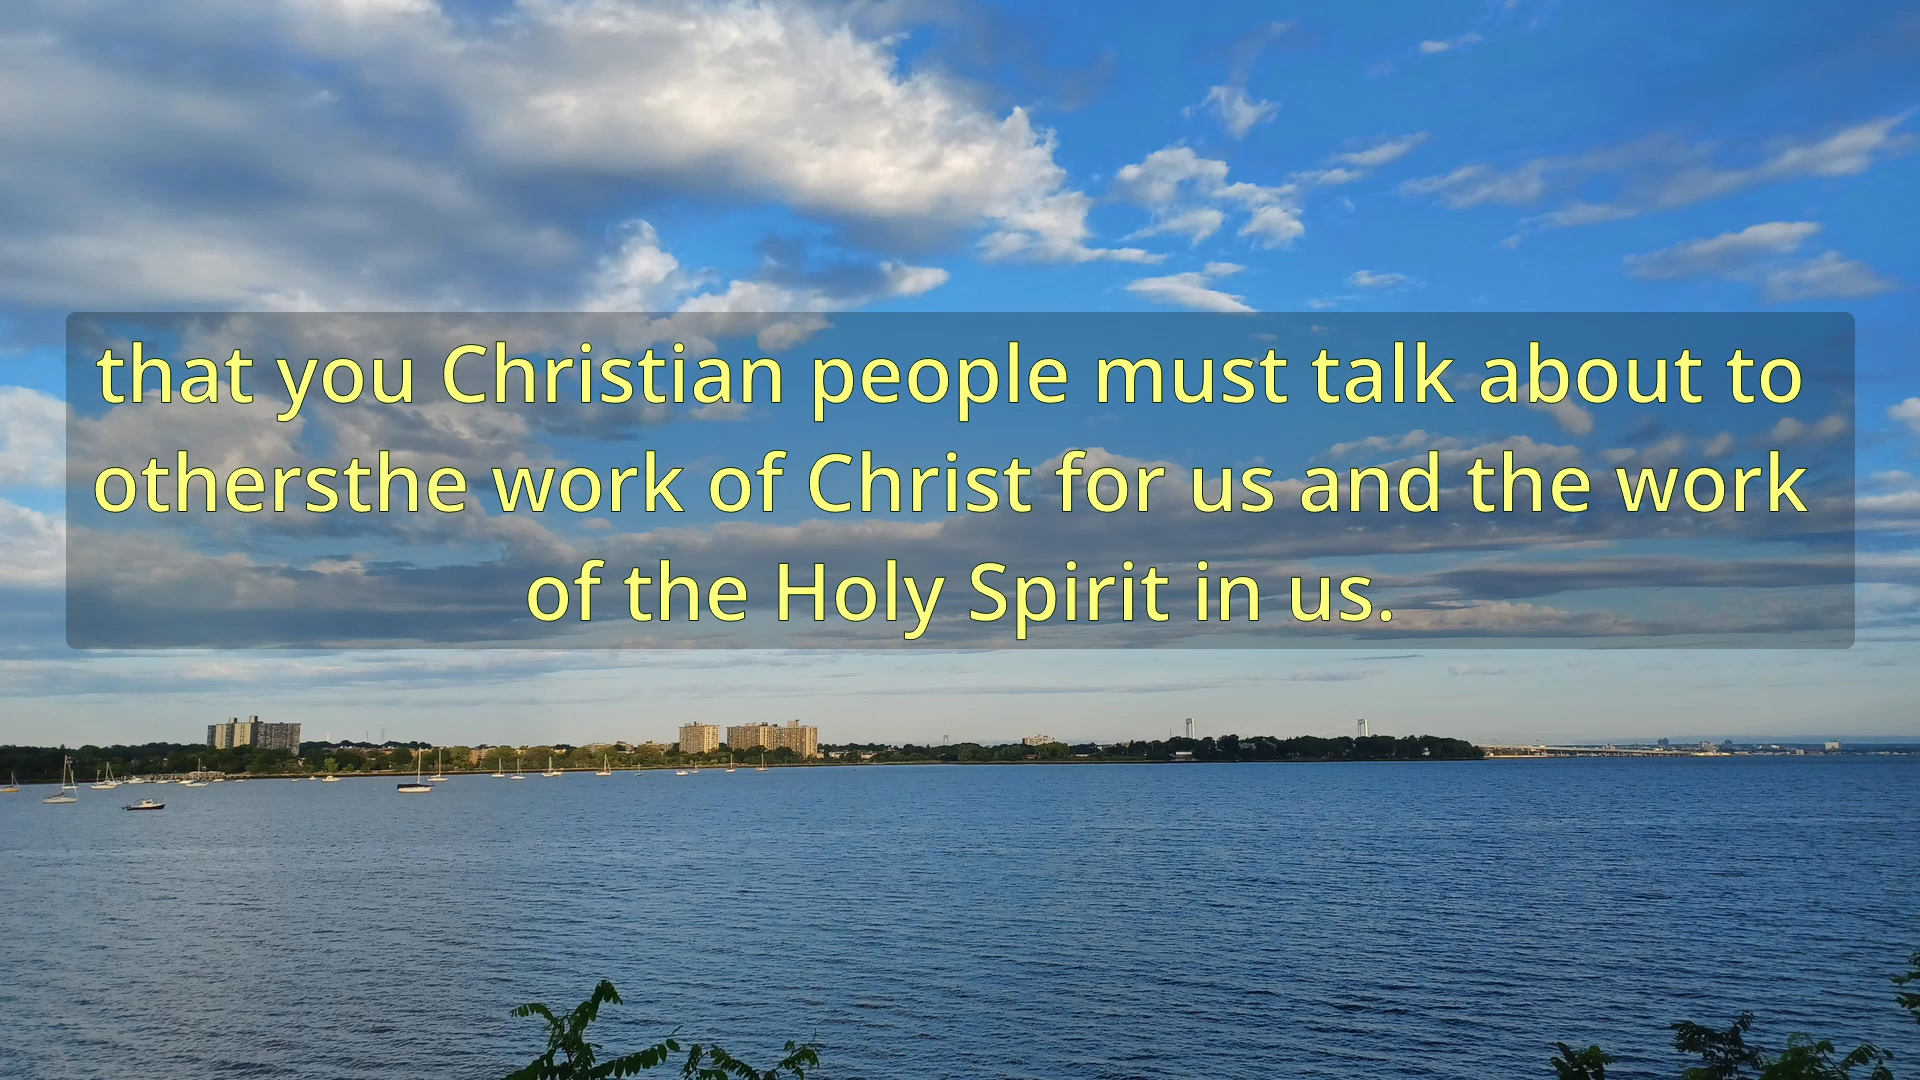 that you Christian people must talk about to
othersthe work of Christ for us and the work
of the Holy Spirit in us.